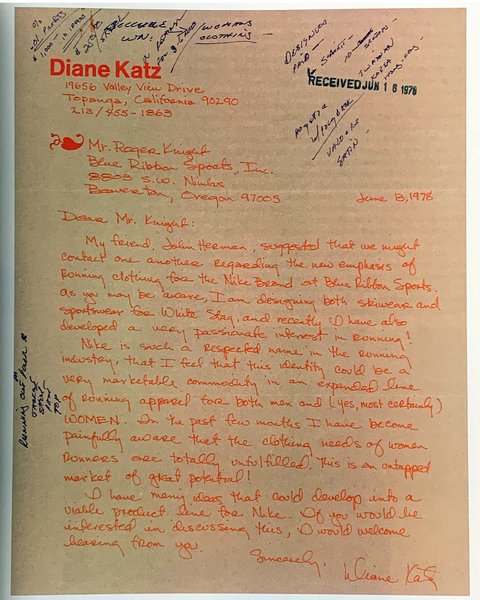 Diane Katz
19656 Valley View Drive
Topanga, California 90290
213/455-1863
RECEIVED JUN 16 1978
Mr. Roger Knight
Blue Ribbon Sports, Inc.
8285 S.W. Nimbus
Beaverton, Oregon 97005
June 13, 1978
Dear Mr. Knight:
My friend, John Herman, suggested that we might
contact one another regarding the new emphases of
Running clothing for the Nike Brand at Blue Ribbon Sports.
As you may be aware, I am designing both skiwear and
sportswear for White Stag, and recently I have also
developed a very passionate interest in running!
Nike is such a respected name in the running
industry, that I feel that this identity could be a
very marketable commodity in an expanded line
of running apparel for both men and (yes, most certainly)
WOMEN. In the past few months I have become
painfully aware that the clothing needs of women
runners are totally unfulfilled. This is an untapped
market of great potential!
I have many ideas that could develop into a
viable product line for Nike. If you would be
interested in discussing this, I would welcome
hearing from you.
Sincerely,
Diane Katz
WOMANS
CLOTHING
DESIGNED
PAID
TOP